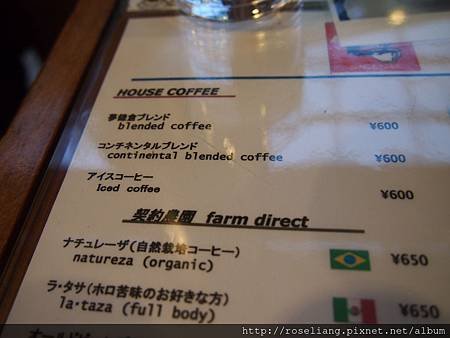 HOUSE COFFEE
夢録食ブレンド
blended coffee ¥600
コンチネンタルブレンド
continental blended coffee ¥600
アイスコーヒー
Iced coffee ¥600
契約農園 farm direct
ナチュレーザ(自然栽培コーヒー)
natureza (organic) ¥650
ラ・タサ(ホロ苦味のお好きな方)
la・taza (full body) ¥650
http://roseliang.pixnet.net/album